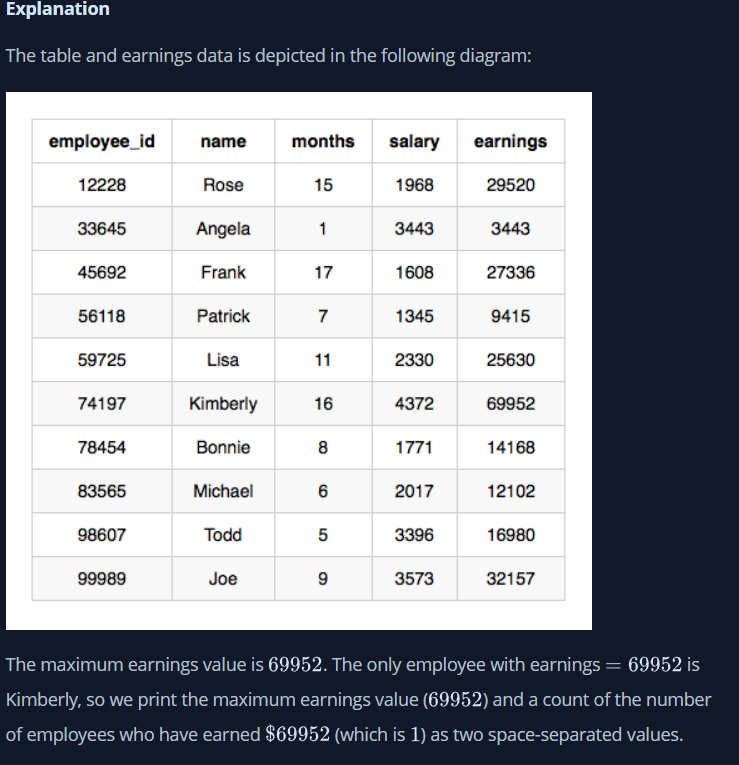 Explanation
The table and earnings data is depicted in the following diagram:
employee_id name months salary earnings
12228 Rose 15 1968 29520
33645 Angela 1 3443 3443
45692 Frank 17 1608 27336
56118 Patrick 7 1345 9415
59725 Lisa 11 2330 25630
74197 Kimberly 16 4372 69952
78454 Bonnie 8 1771 14168
83565 Michael 6 2017 12102
98607 Todd 5 3396 16980
99989 Joe 9 3573 32157
The maximum earnings value is 69952. The only employee with earnings = 69952 is
Kimberly, so we print the maximum earnings value (69952) and a count of the number
of employees who have earned $69952 (which is 1) as two space-separated values.